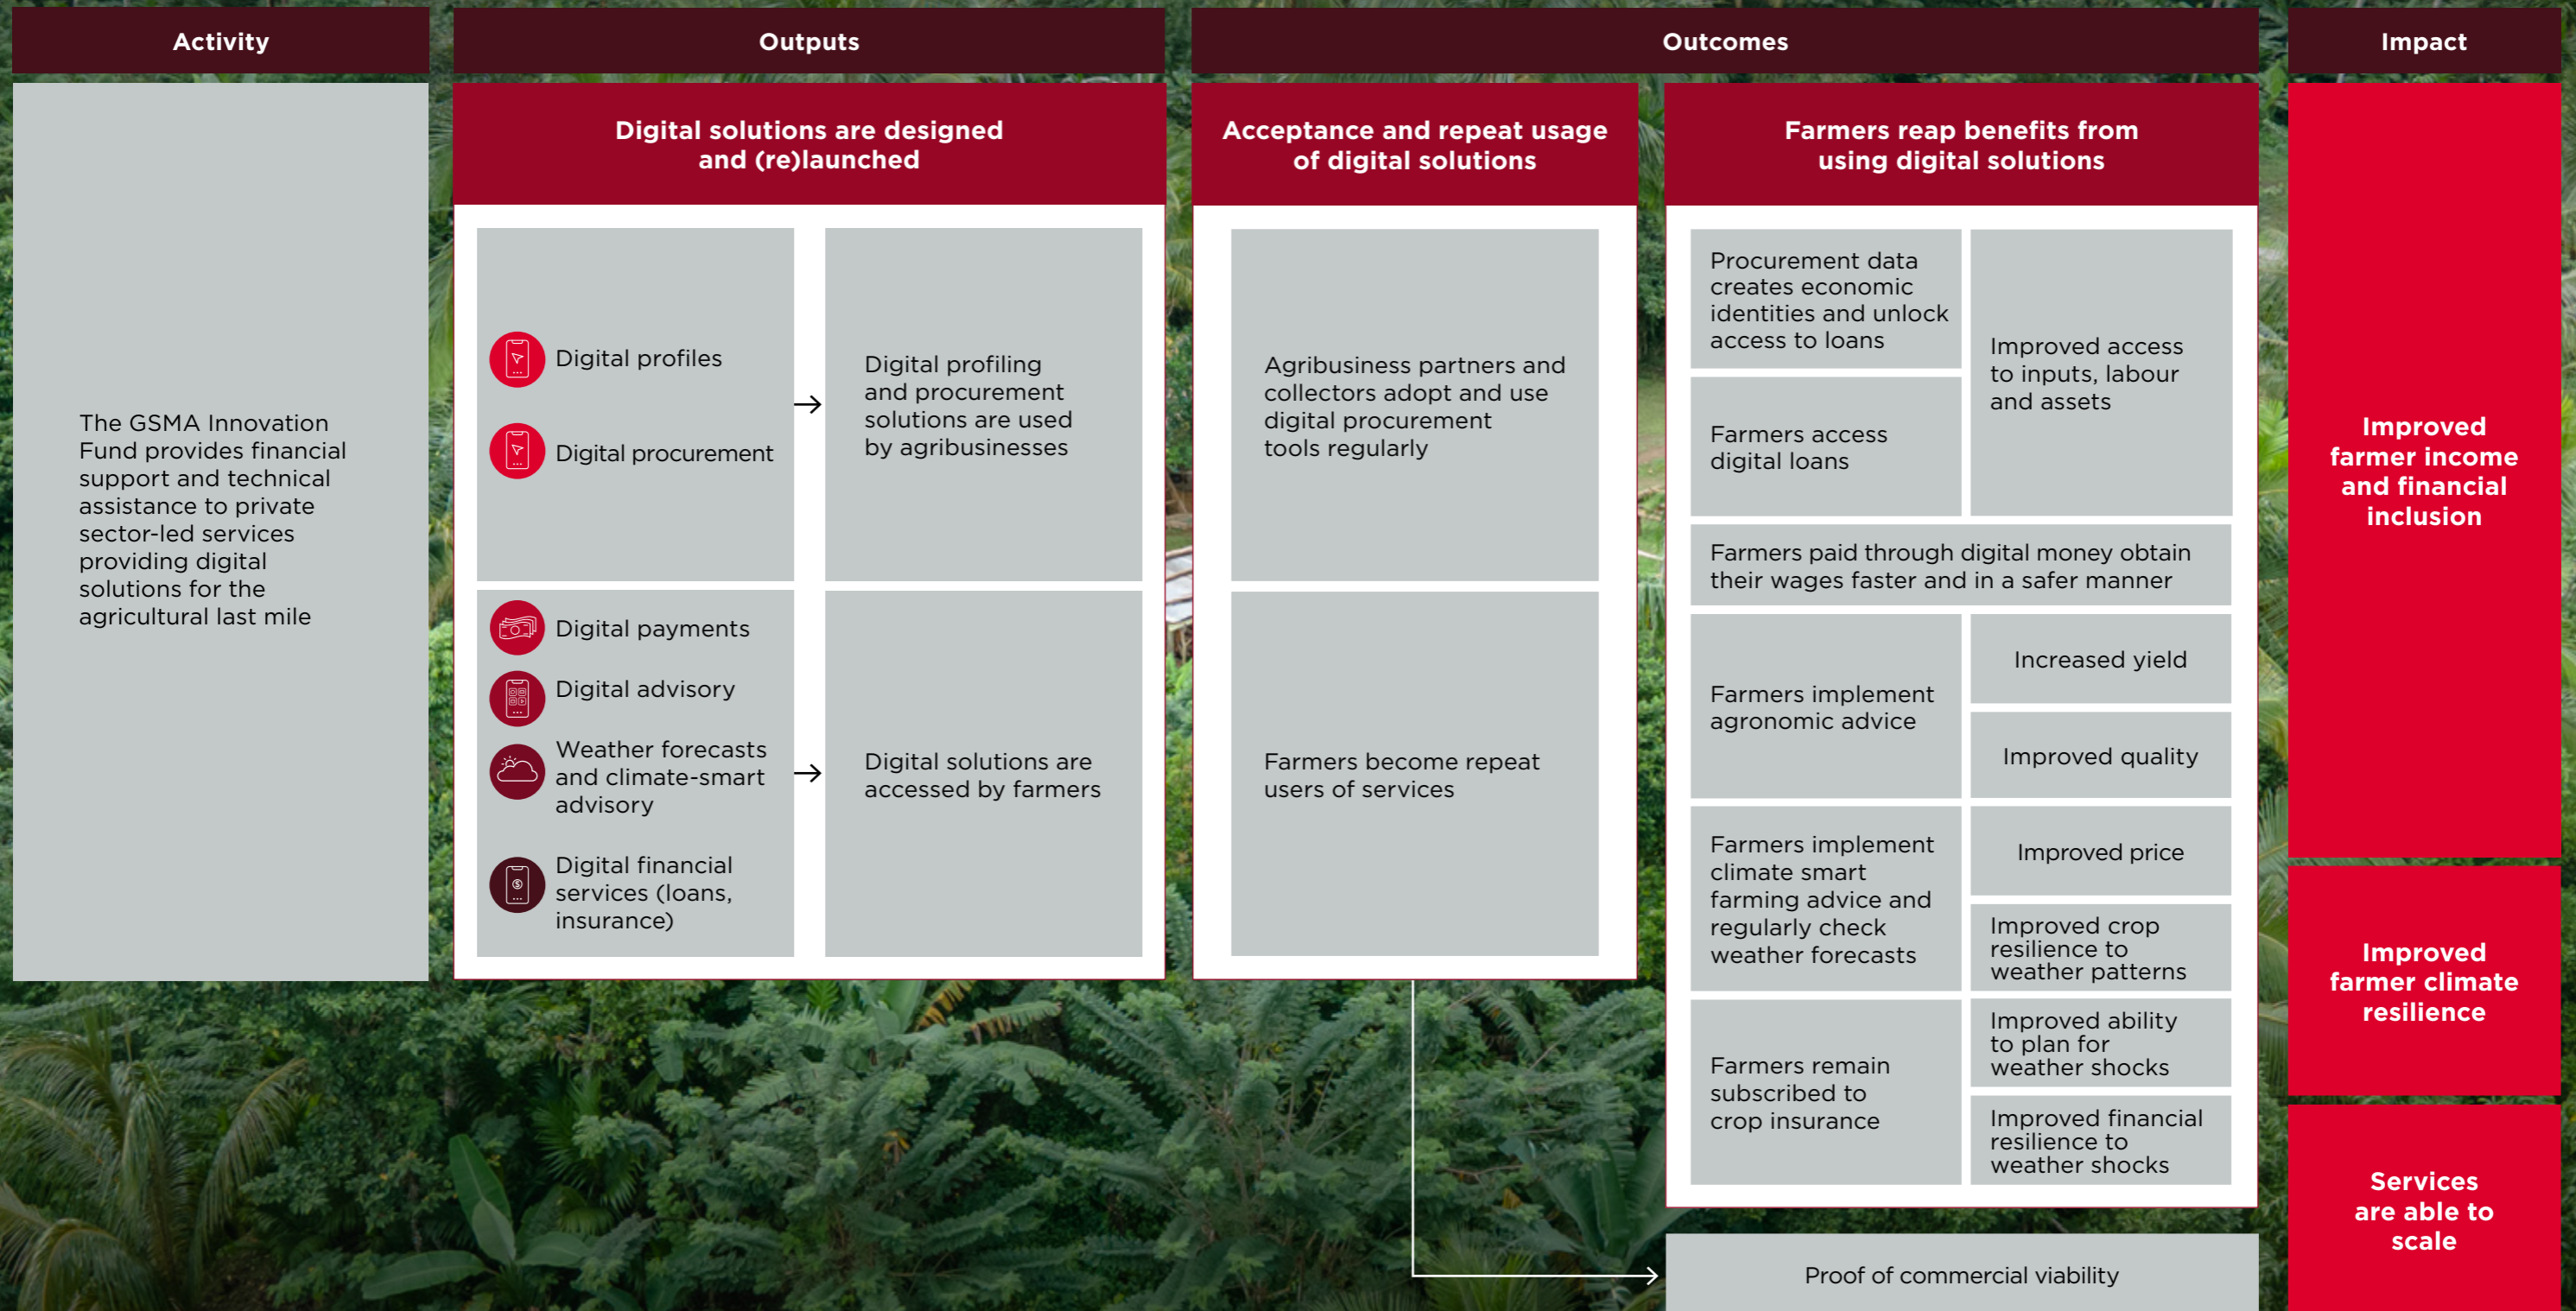 Activity
Outputs
Outcomes
Impact
The GSMA Innovation
Fund provides financial
support and technical
assistance to private
sector-led services
providing digital
solutions for the
agricultural last mile
Digital solutions are designed
and (re)launched
Digital profiles
Digital procurement
Digital profiling
and procurement
solutions are used
by agribusinesses
Digital payments
Digital advisory
Weather forecasts
and climate-smart
advisory
Digital financial
services (loans,
insurance)
Digital solutions are
accessed by farmers
Acceptance and repeat usage
of digital solutions
Agribusiness partners and
collectors adopt and use
digital procurement
tools regularly
Farmers become repeat
users of services
Farmers reap benefits from
using digital solutions
Procurement data
creates economic
identities and unlock
access to loans
Farmers access
digital loans
Improved access
to inputs, labour
and assets
Farmers paid through digital money obtain
their wages faster and in a safer manner
Farmers implement
agronomic advice
Increased yield
Improved quality
Farmers implement
climate smart
farming advice and
regularly check
weather forecasts
Improved price
Improved crop
resilience to
weather patterns
Farmers remain
subscribed to
crop insurance
Improved ability
to plan for
weather shocks
Improved financial
resilience to
weather shocks
Proof of commercial viability
Improved
farmer income
and financial
inclusion
Improved
farmer climate
resilience
Services
are able to
scale